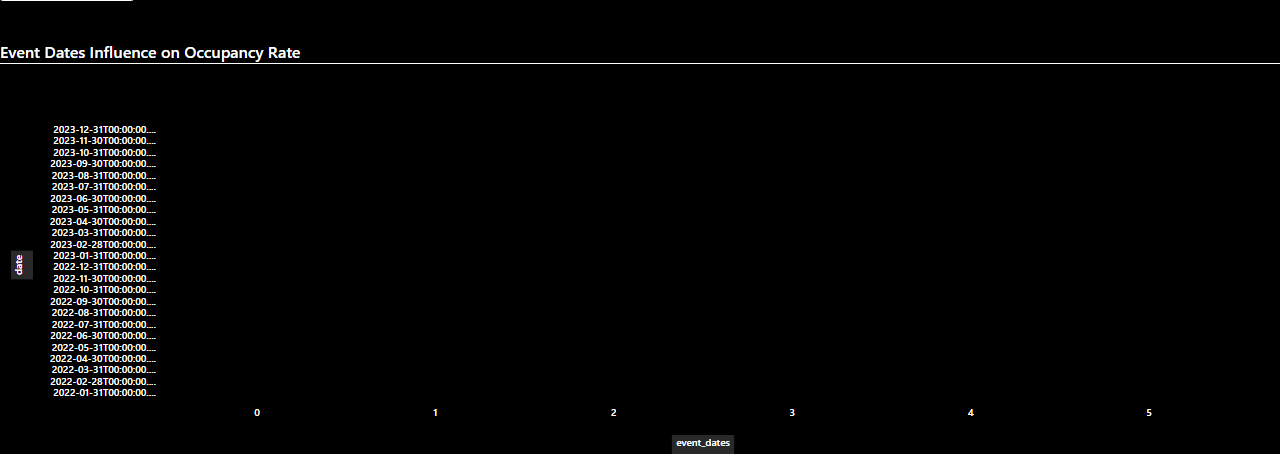 Event Dates Influence on Occupancy Rate
2023-12-31T00:00:00....
2023-11-30T00:00:00....
2023-10-31T00:00:00....
2023-09-30T00:00:00....
2023-08-31T00:00:00....
2023-07-31T00:00:00....
2023-06-30T00:00:00....
2023-05-31T00:00:00....
2023-04-30T00:00:00....
2023-03-31T00:00:00....
2023-02-28T00:00:00....
2023-01-31T00:00:00....
2022-12-31T00:00:00....
2022-11-30T00:00:00....
2022-10-31T00:00:00....
2022-09-30T00:00:00....
2022-08-31T00:00:00....
2022-07-31T00:00:00....
2022-06-30T00:00:00....
2022-05-31T00:00:00....
2022-04-30T00:00:00....
2022-03-31T00:00:00....
2022-02-28T00:00:00....
2022-01-31T00:00:00....
date
0 1 2 3 4 5
event_dates